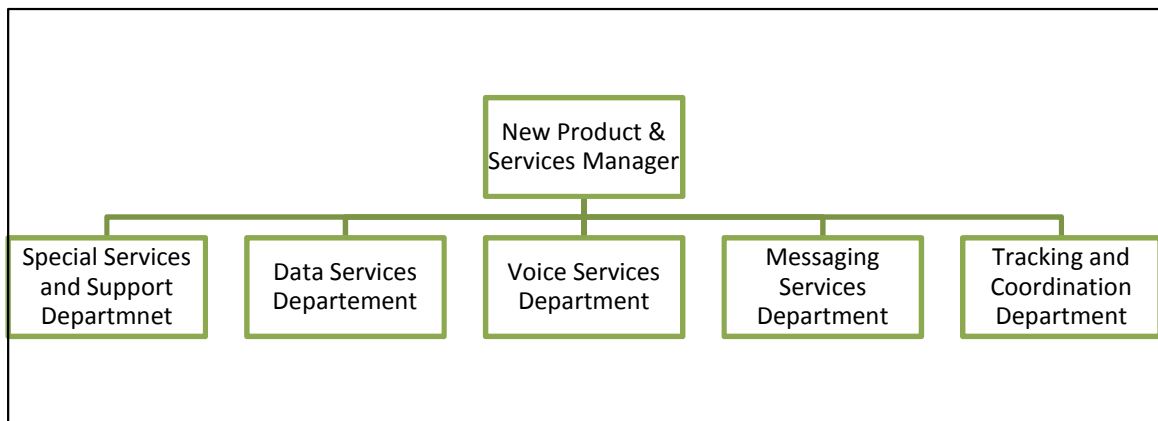 New Product &
Services Manager
Special Services
and Support
Departmnet
Data Services
Departement
Voice Services
Department
Messaging
Services
Department
Tracking and
Coordination
Department